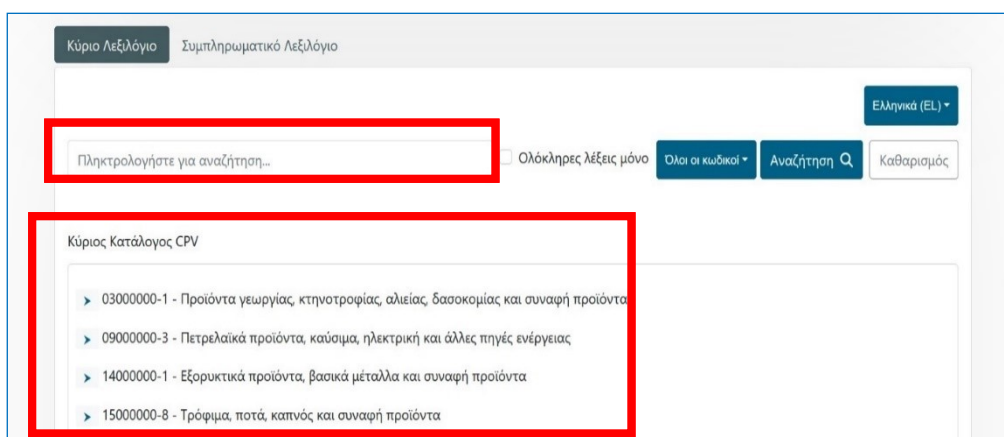 Κύριο Λεξιλόγιο Συμπληρωματικό Λεξιλόγιο
Ελληνικά (EL)
Πληκτρολογήστε για αναζήτηση... Ολόκληρες λέξεις μόνο Όλοι οι κωδικοί Αναζήτηση Καθαρισμός
Κύριος Κατάλογος CPV
03000000-1 - Προϊόντα γεωργίας, κτηνοτροφίας, αλιείας, δασοκομίας και συναφή προϊόντα
09000000-3 - Πετρελαϊκά προϊόντα, καύσιμα, ηλεκτρική και άλλες πηγές ενέργειας
14000000-1 - Εξορυκτικά προϊόντα, βασικά μέταλλα και συναφή προϊόντα
15000000-8 - Τρόφιμα, ποτά, καπνός και συναφή προϊόντα